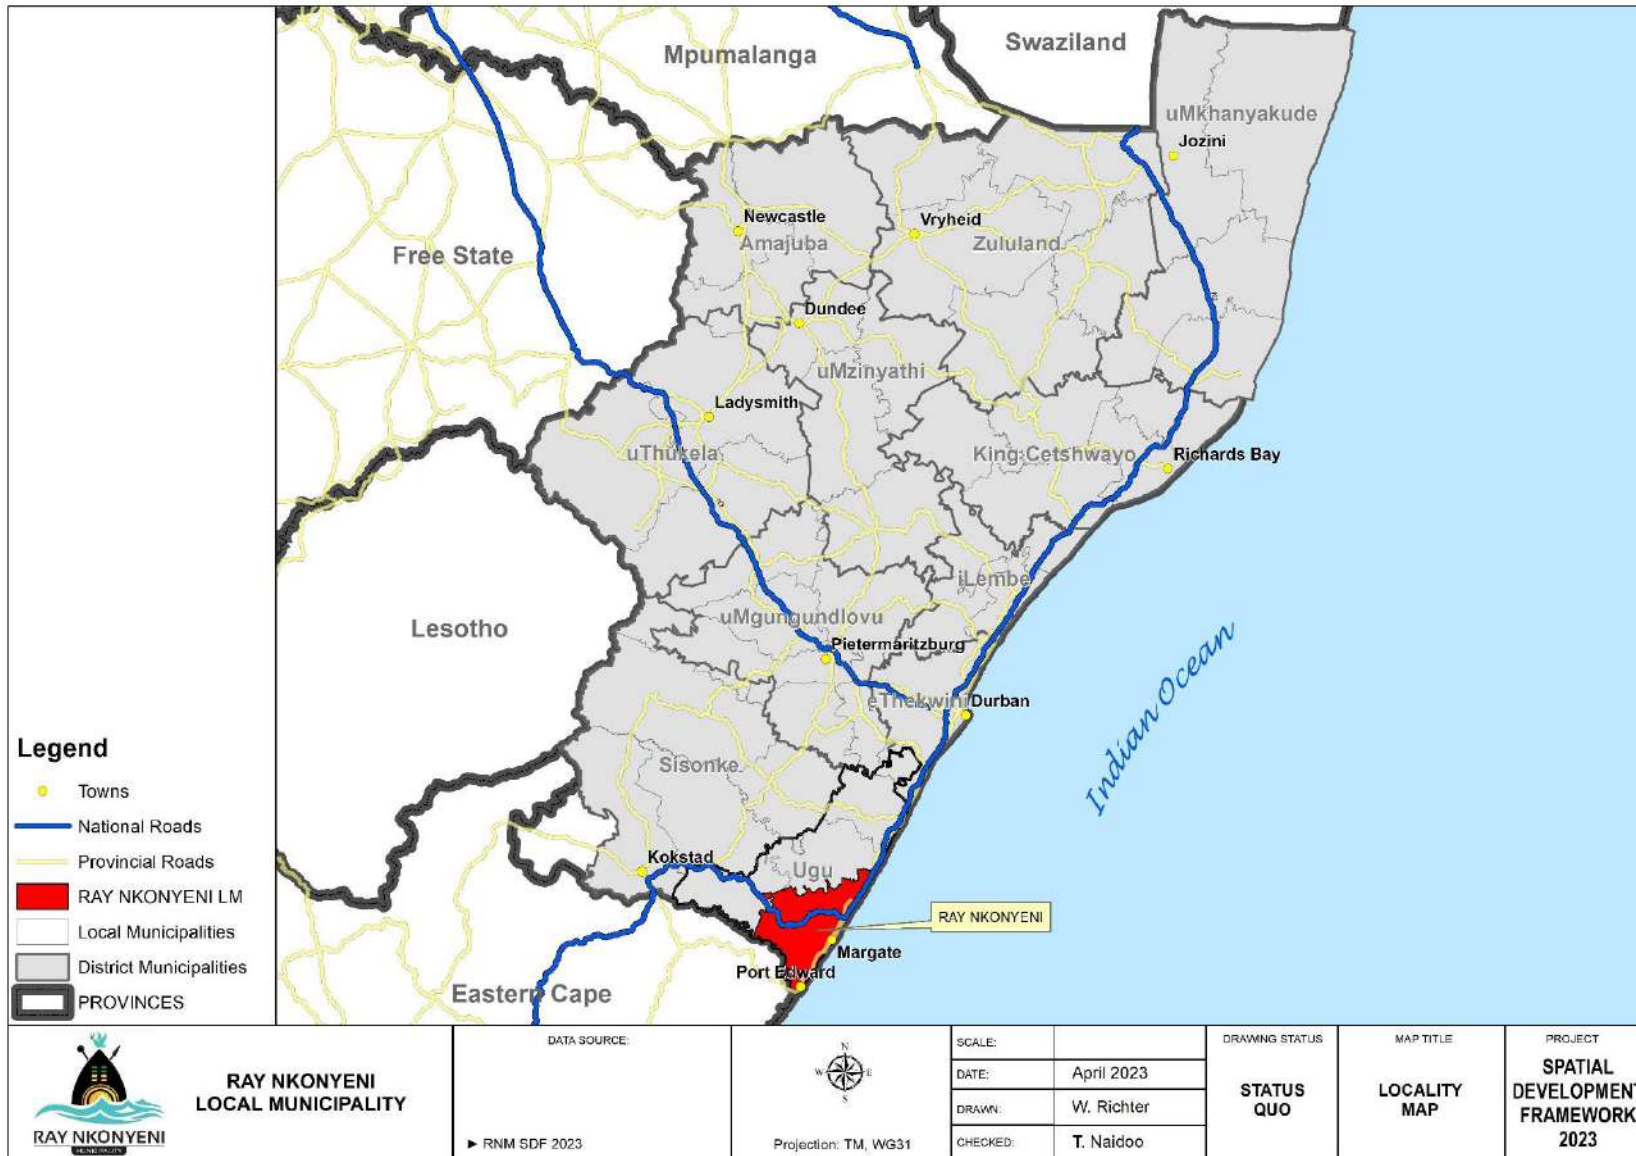 Swaziland
Mpumalanga
uMkhanyakude
Jozini
Newcastle
Amajuba
Vryheid
Zululand
Free State
Dundee
uMzinyathi
Ladysmith
uThukela
King Cetshwayo
Richards Bay
iLembe
Lesotho
uMgungundlovu
Pietermaritzburg
eThekwini
Durban
Indian Ocean
Sisonke
Kokstad
Ugu
RAY NKONYENI
Margate
Port Edward
Eastern Cape
Legend
Towns
National Roads
Provincial Roads
RAY NKONYENI LM
Local Municipalities
District Municipalities
PROVINCES
RAY NKONYENI
MUNICIPALITY
RAY NKONYENI
LOCAL MUNICIPALITY
DATA SOURCE:
► RNM SDF 2023
N
W E
S
Projection: TM, WG31
SCALE:
DATE: April 2023
DRAWN: W. Richter
CHECKED: T. Naidoo
DRAWING STATUS
STATUS
QUO
MAP TITLE
LOCALITY
MAP
PROJECT
SPATIAL
DEVELOPMENT
FRAMEWORK
2023